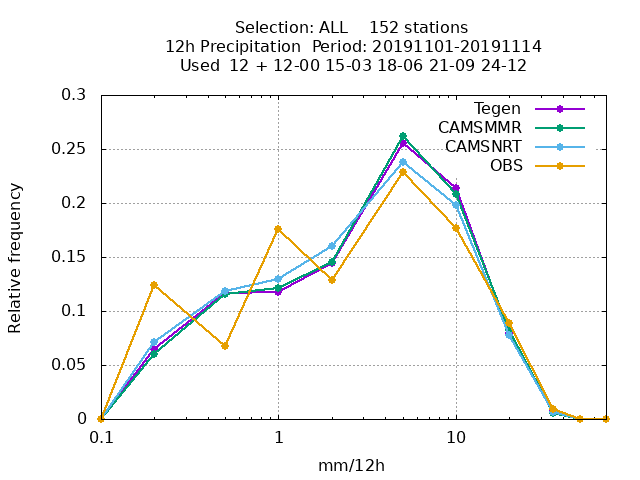 Selection: ALL    152 stations
12h Precipitation  Period: 20191101-20191114
Used  12 + 12-00 15-03 18-06 21-09 24-12
0.3
0.25
0.2
0.15
0.1
0.05
0
Relative frequency
Tegen
CAMSMMR
CAMSNRT
OBS
0.1
1
10
mm/12h